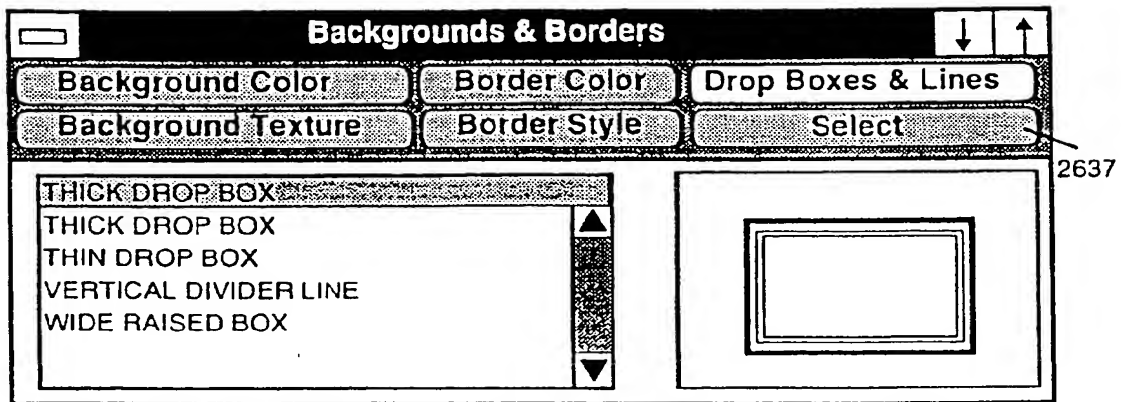 Backgrounds & Borders
Background Color Border Color Drop Boxes & Lines
Background Texture Border Style Select
2637
THICK DROP BOX
THICK DROP BOX
THIN DROP BOX
VERTICAL DIVIDER LINE
WIDE RAISED BOX